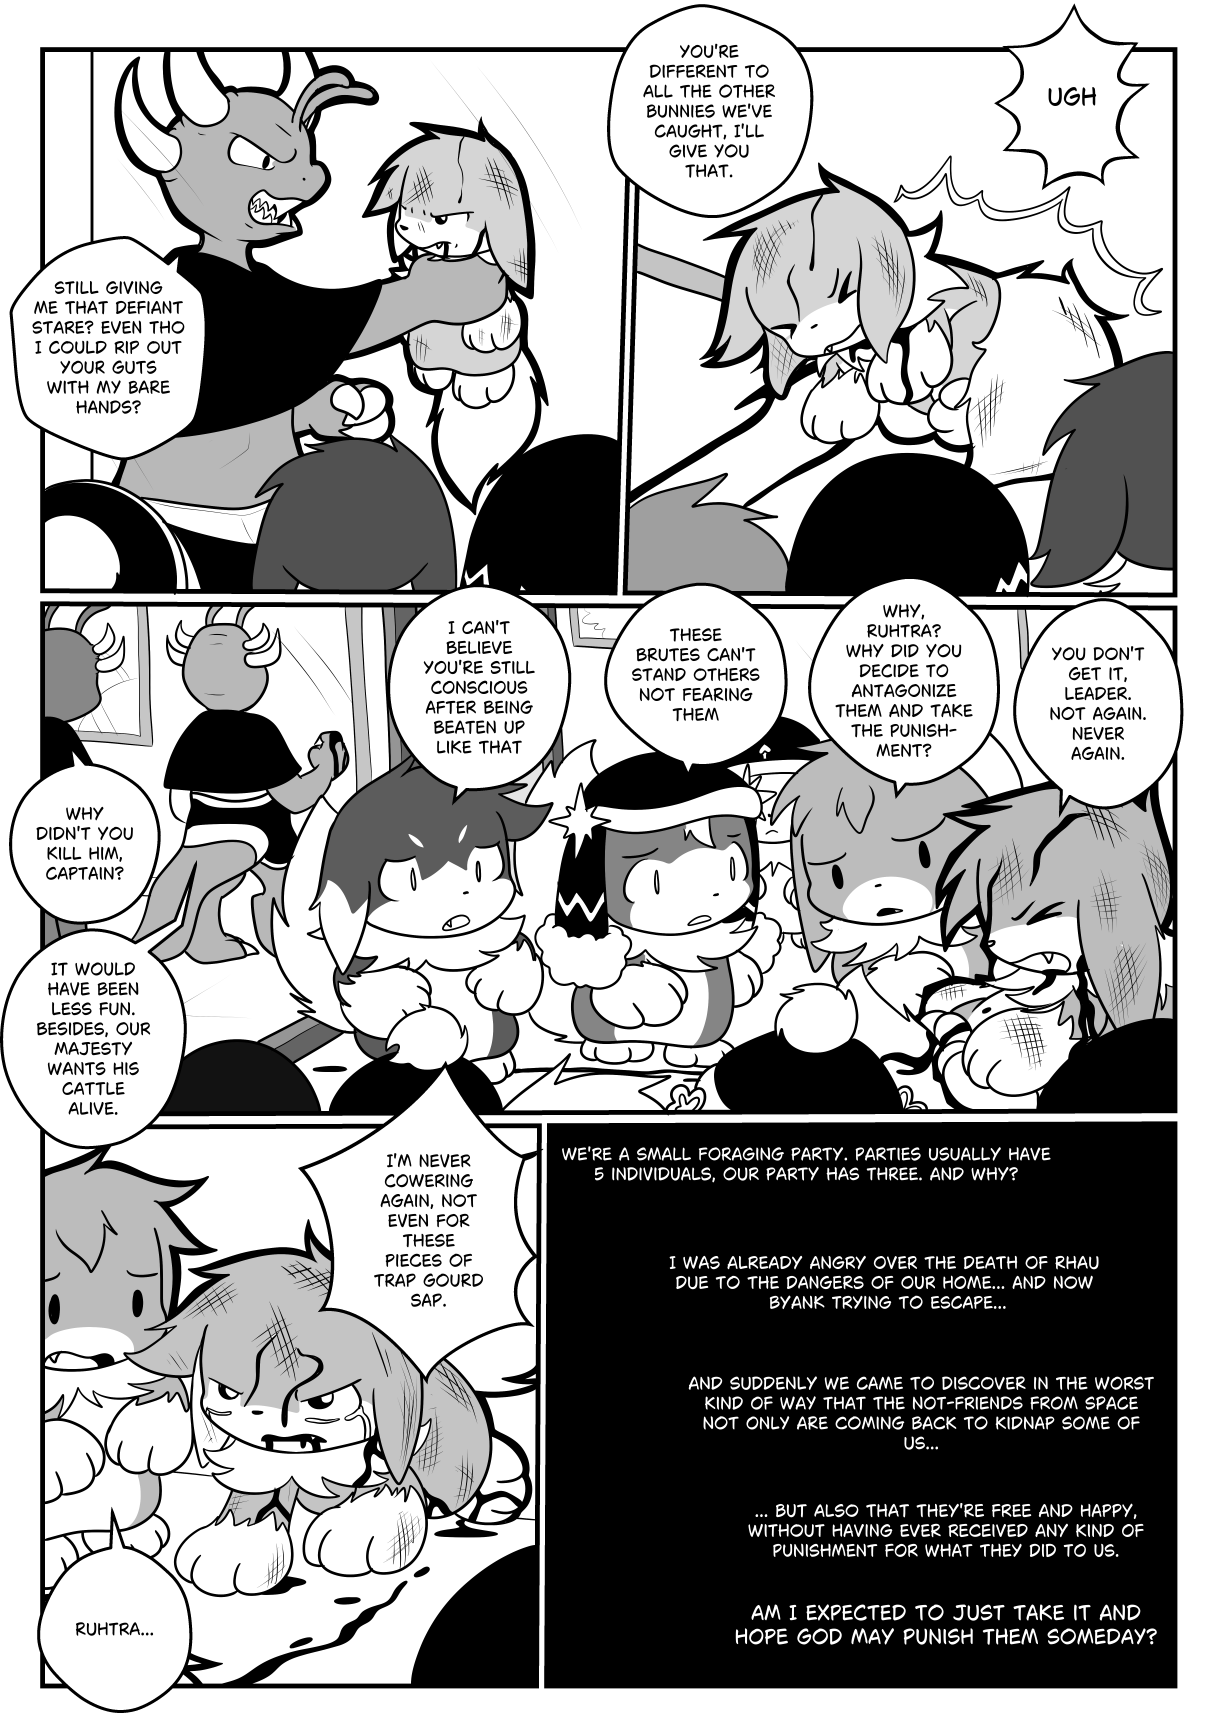 STILL GIVING
ME THAT DEFIANT
STARE? EVEN THO
I COULD RIP OUT
YOUR GUTS
WITH MY BARE
HANDS?
YOU'RE
DIFFERENT TO
ALL THE OTHER
BUNNIES WE'VE
CAUGHT, I'LL
GIVE YOU
THAT.
UGH
WHY
DIDN'T YOU
KILL HIM,
CAPTAIN?
IT WOULD
HAVE BEEN
LESS FUN.
BESIDES, OUR
MAJESTY
WANTS HIS
CATTLE
ALIVE.
I CAN'T
BELIEVE
YOU'RE STILL
CONSCIOUS
AFTER BEING
BEATEN UP
LIKE THAT
THESE
BRUTES CAN'T
STAND OTHERS
NOT FEARING
THEM
WHY,
RUHTRA?
WHY DID YOU
DECIDE TO
ANTAGONIZE
THEM AND TAKE
THE PUNISH-
MENT?
YOU DON'T
GET IT,
LEADER.
NOT AGAIN.
NEVER
AGAIN.
I'M NEVER
COWERING
AGAIN, NOT
EVEN FOR
THESE
PIECES OF
TRAP GOURD
SAP.
RUHTRA...
WE'RE A SMALL FORAGING PARTY. PARTIES USUALLY HAVE
5 INDIVIDUALS, OUR PARTY HAS THREE. AND WHY?
I WAS ALREADY ANGRY OVER THE DEATH OF RHAU
DUE TO THE DANGERS OF OUR HOME... AND NOW
BYANK TRYING TO ESCAPE...
AND SUDDENLY WE CAME TO DISCOVER IN THE WORST
KIND OF WAY THAT THE NOT-FRIENDS FROM SPACE
NOT ONLY ARE COMING BACK TO KIDNAP SOME OF
US...
... BUT ALSO THAT THEY'RE FREE AND HAPPY,
WITHOUT HAVING EVER RECEIVED ANY KIND OF
PUNISHMENT FOR WHAT THEY DID TO US.
AM I EXPECTED TO JUST TAKE IT AND
HOPE GOD MAY PUNISH THEM SOMEDAY?